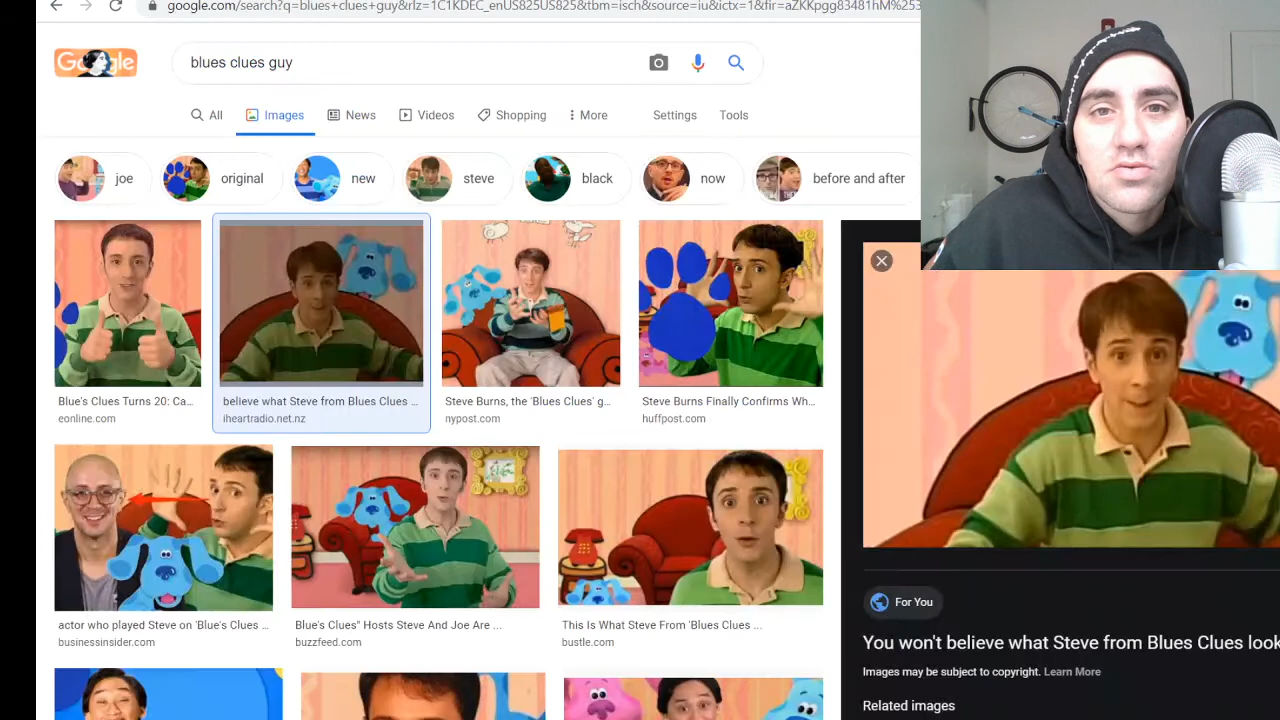 google.com/search?q=blues+clues+guy&rlz=1C1KDEC_enUS825US825&tbm=isch&source=iu&ictx=1&fir=aZKKpgg83481hM%253
Google
blues clues guy
All
Images
News
Videos
Shopping
More
Settings
Tools
joe
original
new
steve
black
now
before and after
Blue's Clues Turns 20: Ca...
eonline.com
believe what Steve from Blues Clues ...
iheartradio.net.nz
Steve Burns, the 'Blues Clues' g...
nypost.com
Steve Burns Finally Confirms Wh...
huffpost.com
actor who played Steve on 'Blue's Clues ...
businessinsider.com
Blue's Clues" Hosts Steve And Joe Are ...
buzzfeed.com
This Is What Steve From 'Blues Clues ...
bustle.com
For You
You won't believe what Steve from Blues Clues look
Images may be subject to copyright. Learn More
Related images